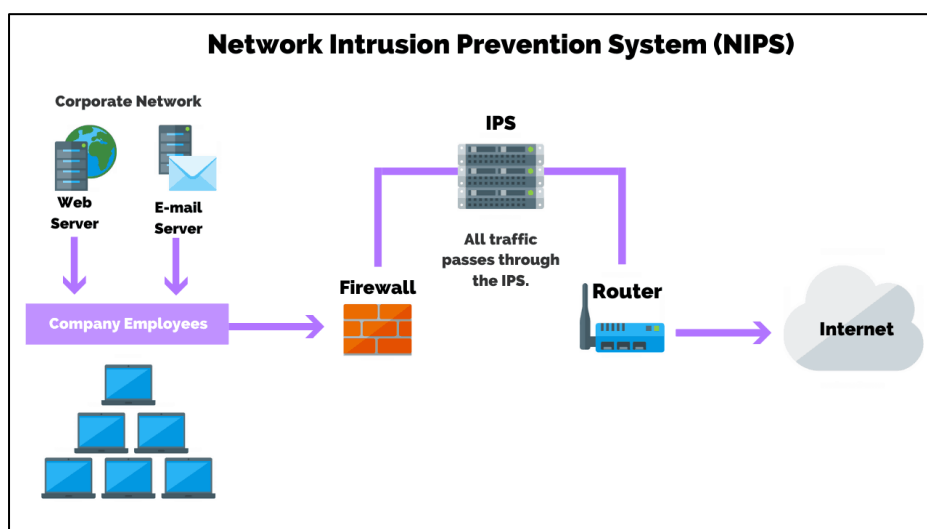 Network Intrusion Prevention System (NIPS)
Corporate Network
Web
Server
E-mail
Server
Company Employees
Firewall
IPS
All traffic
passes through
the IPS.
Router
Internet